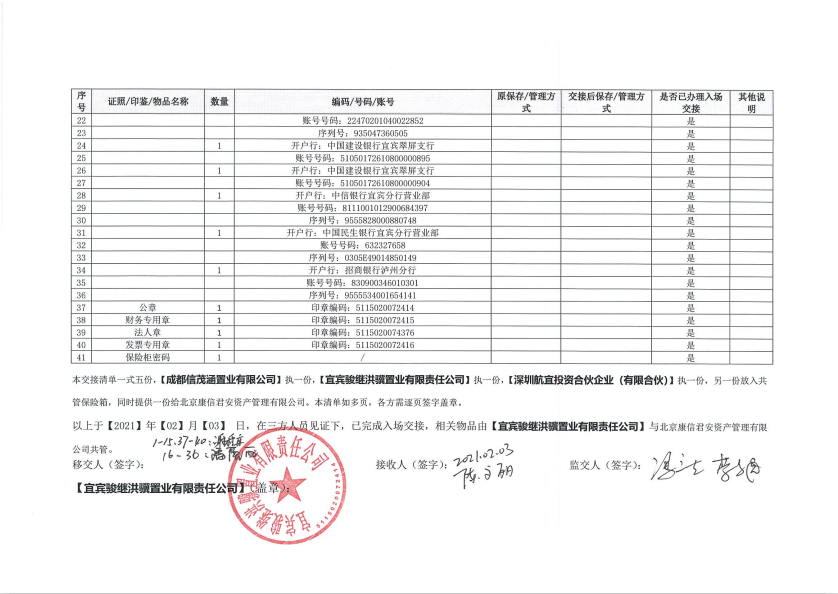 序号 证照/印鉴/物品名称 数量 编码/号码/账号 原保存/管理方式 交接后保存/管理方式 是否已办理入场交接 其他说明
22 账号号码：22470201040022852 是
23 序列号：935047360505 是
24 1 开户行：中国建设银行宜宾翠屏支行 是
25 账号号码：51050172610800000895 是
26 1 开户行：中国建设银行宜宾翠屏支行 是
27 账号号码：51050172610800000904 是
28 1 开户行：中信银行宜宾分行营业部 是
29 账号号码：8111001012900684397 是
30 序列号：9555828000880748 是
31 1 开户行：中国民生银行宜宾分行营业部 是
32 账号号码：632327658 是
33 序列号：0305E49014850149 是
34 1 开户行：招商银行泸州分行 是
35 账号号码：830900346010301 是
36 序列号：9555534001654141 是
37 公章 1 印章编码：5115020072414 是
38 财务专用章 1 印章编码：5115020072415 是
39 法人章 1 印章编码：5115020074376 是
40 发票专用章 1 印章编码：5115020072416 是
41 保险柜密码 1 / 是
本交接清单一式五份，【成都信茂涵置业有限公司】执一份，【宜宾骏继洪骥置业有限责任公司】执一份，【深圳航宜投资合伙企业（有限合伙）】执一份，另一份放入共
管保险箱，同时提供一份给北京康信君安资产管理有限公司。本清单如多页，各方需逐页签字盖章。
以上于【2021】年【02】月【03】日，在三方人员见证下，已完成入场交接，相关物品由【宜宾骏继洪骥置业有限责任公司】与北京康信君安资产管理有限
公司共管。
1-15.37-40：
16-36：
移交人（签字）： 接收人（签字）：2021.02.03 监交人（签字）：
陈文丽
【宜宾骏继洪骥置业有限责任公司】（盖章）：
宜宾骏继洪骥置业有限责任公司